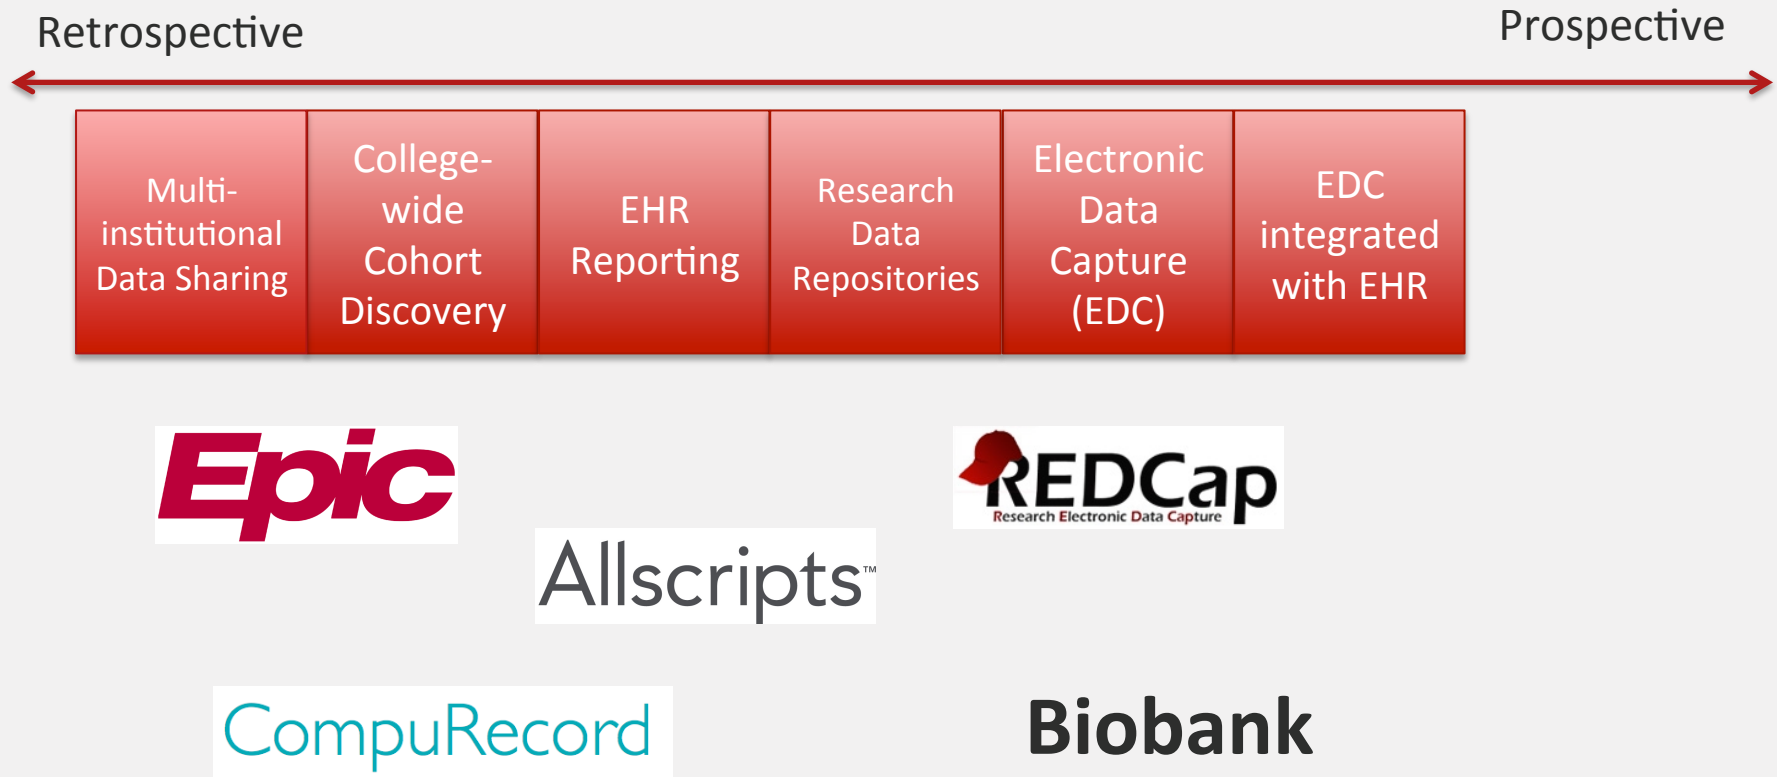 Retrospective
Prospective
Multi-
institutional
Data Sharing
College-
wide
Cohort
Discovery
EHR
Reporting
Research
Data
Repositories
Electronic
Data
Capture
(EDC)
EDC
integrated
with EHR
Epic
REDCap
Research Electronic Data Capture
Allscripts™
CompuRecord
Biobank